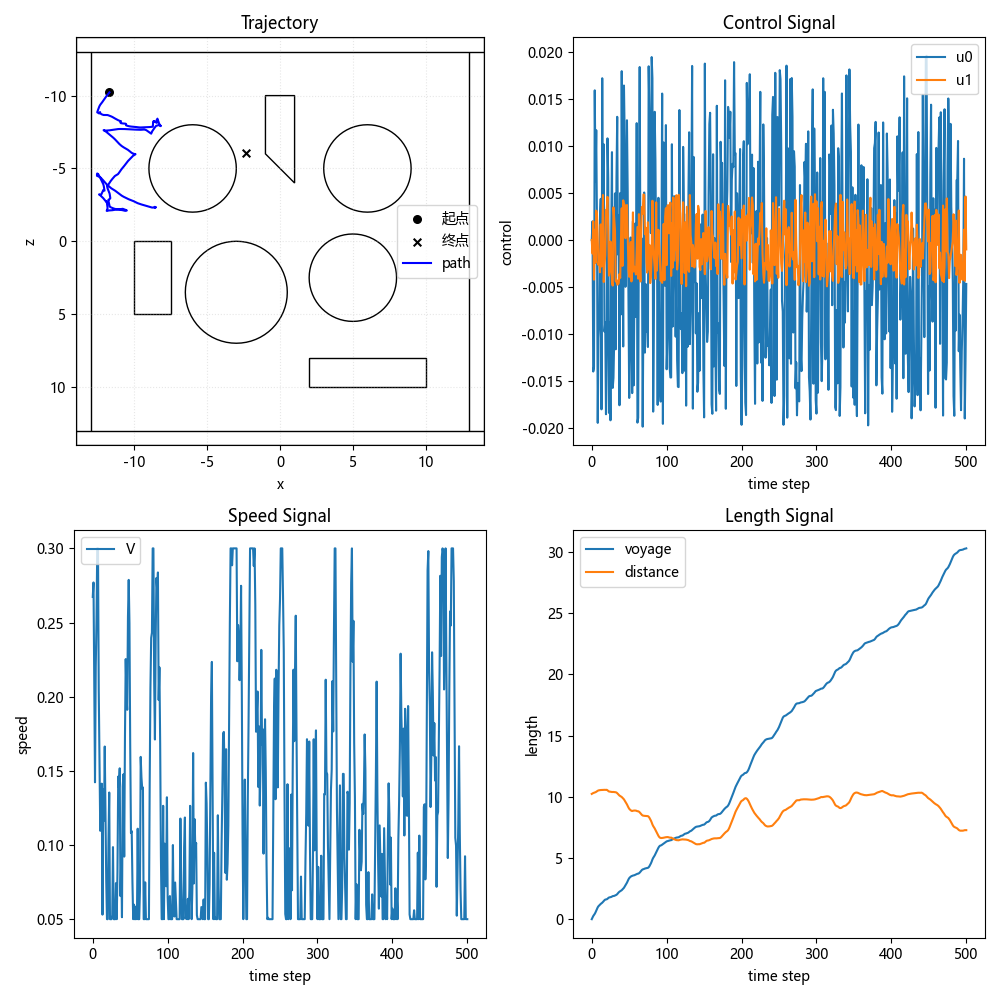 Trajectory
-10
-5
0
5
10
z
-10
-5
0
5
10
x
起点
终点
path
Control Signal
0.020
0.015
0.010
0.005
0.000
-0.005
-0.010
-0.015
-0.020
control
0
100
200
300
400
500
time step
u0
u1
Speed Signal
0.30
0.25
0.20
0.15
0.10
0.05
speed
0
100
200
300
400
500
time step
V
Length Signal
30
25
20
15
10
5
0
length
0
100
200
300
400
500
time step
voyage
distance